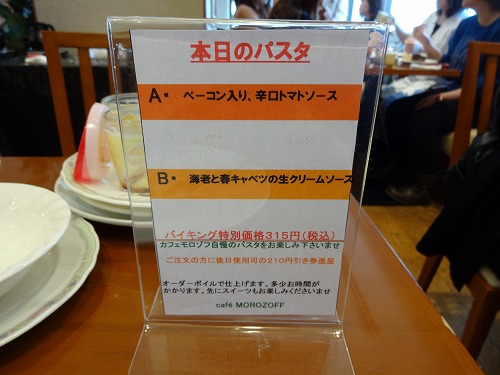 本日のパスタ
A・ ベーコン入り、辛口トマトソース
B・ 海老と春キャベツの生クリームソース
バイキング特別価格315円(税込)
カフェモロゾフ自慢のパスタをお楽しみ下さいませ
ご注文の方に後日使用可の210円引き券進呈
オーダーボイルで仕上げます。多少お時間が
かかります。先にスイーツもお楽しみくださいませ
café MOROZOFF